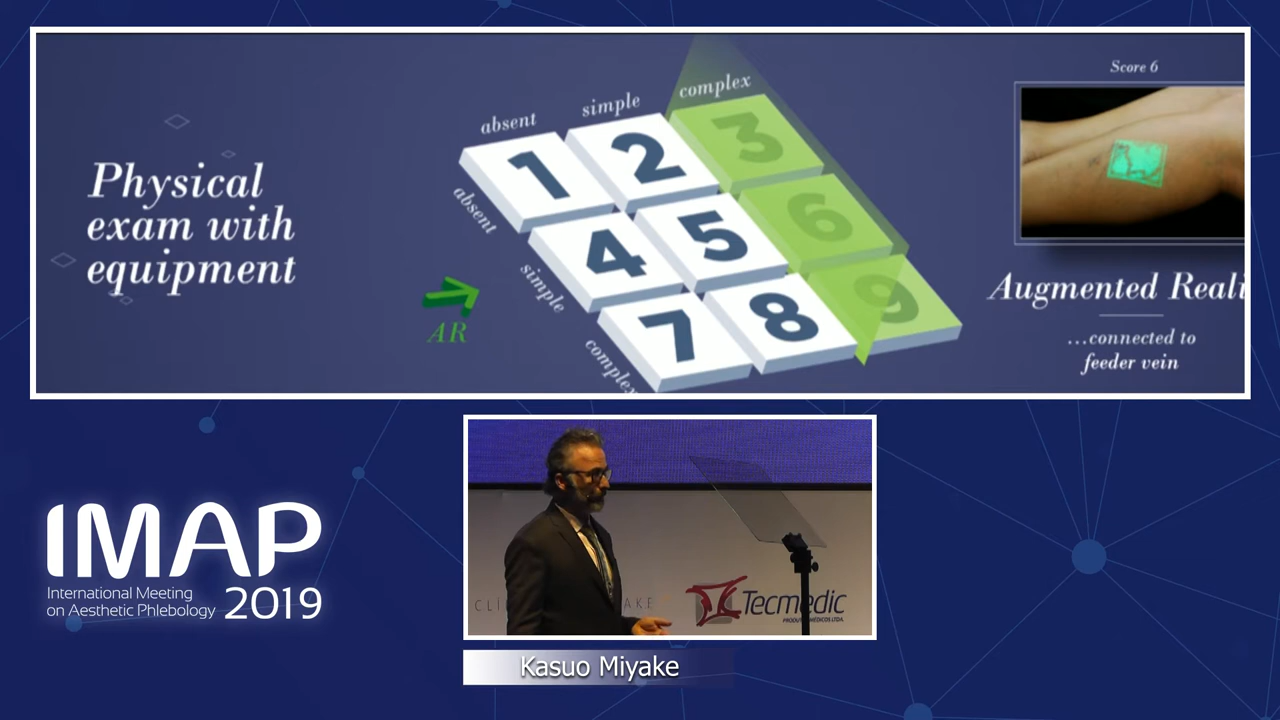 Physical
exam with
equipment
absent
simple
complex
absent
simple
complex
1
2
3
4
5
6
7
8
9
AR
Score 6
Augmented Reali
...connected to
feeder vein
IMAP
International Meeting
on Aesthetic Phlebology
2019
CLÍ
AKE
Tecmedic
PRODUTOS MÉDICOS LTDA.
Kasuo Miyake